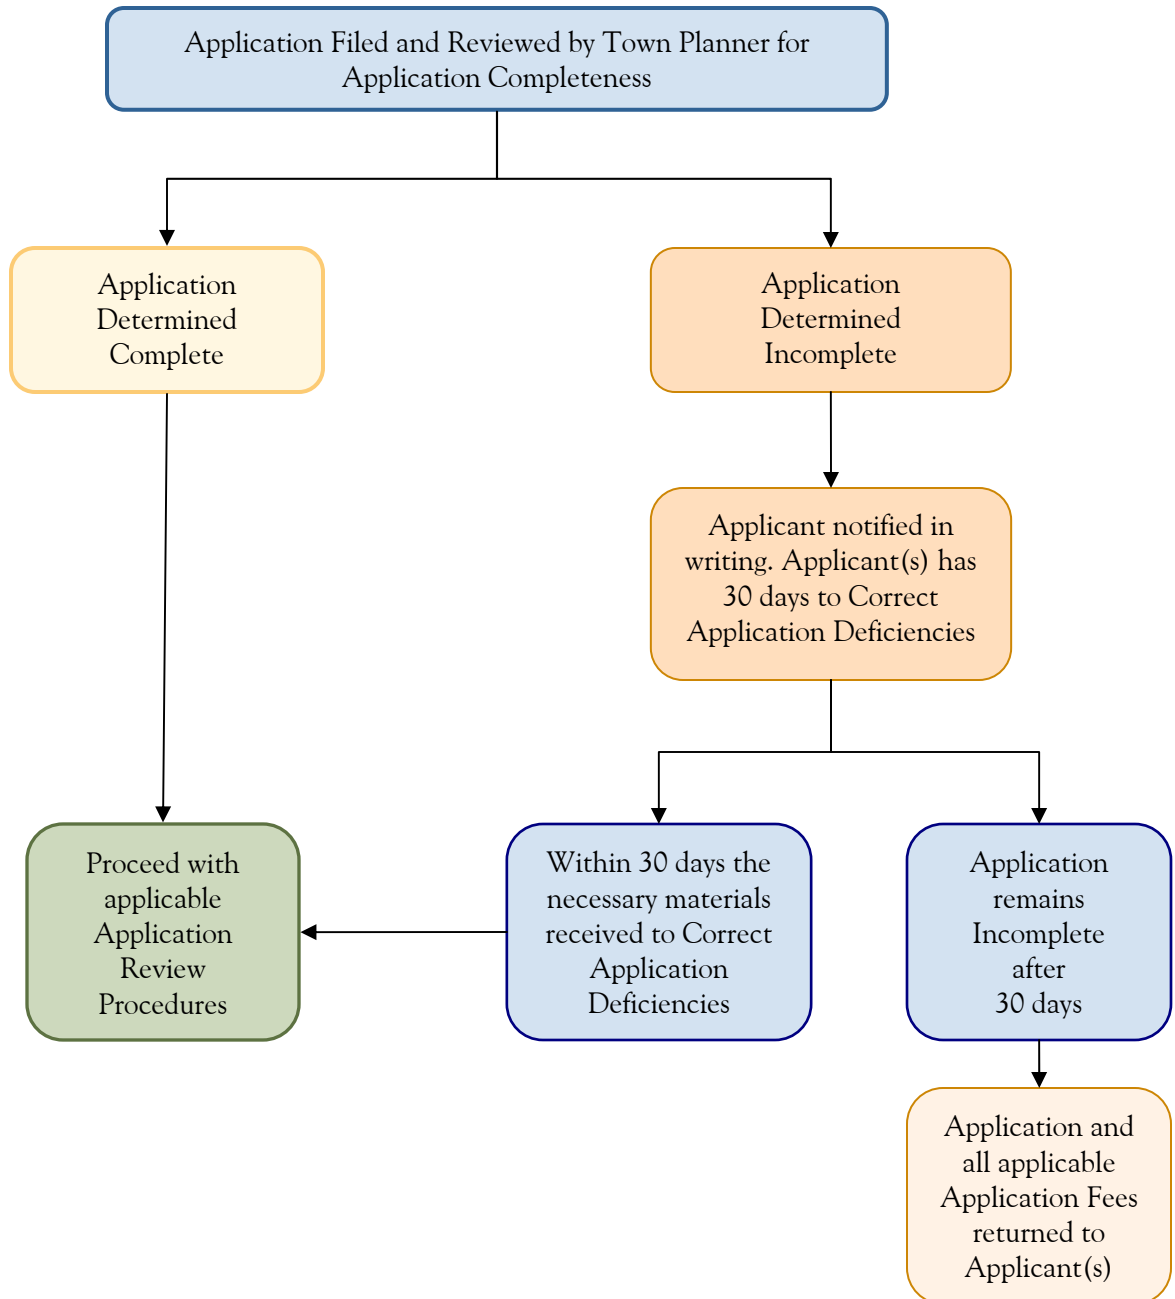 Application Filed and Reviewed by Town Planner for
Application Completeness
Application
Determined
Complete
Application
Determined
Incomplete
Applicant notified in
writing. Applicant(s) has
30 days to Correct
Application Deficiencies
Proceed with
applicable
Application
Review
Procedures
Within 30 days the
necessary materials
received to Correct
Application
Deficiencies
Application
remains
Incomplete
after
30 days
Application and
all applicable
Application Fees
returned to
Applicant(s)